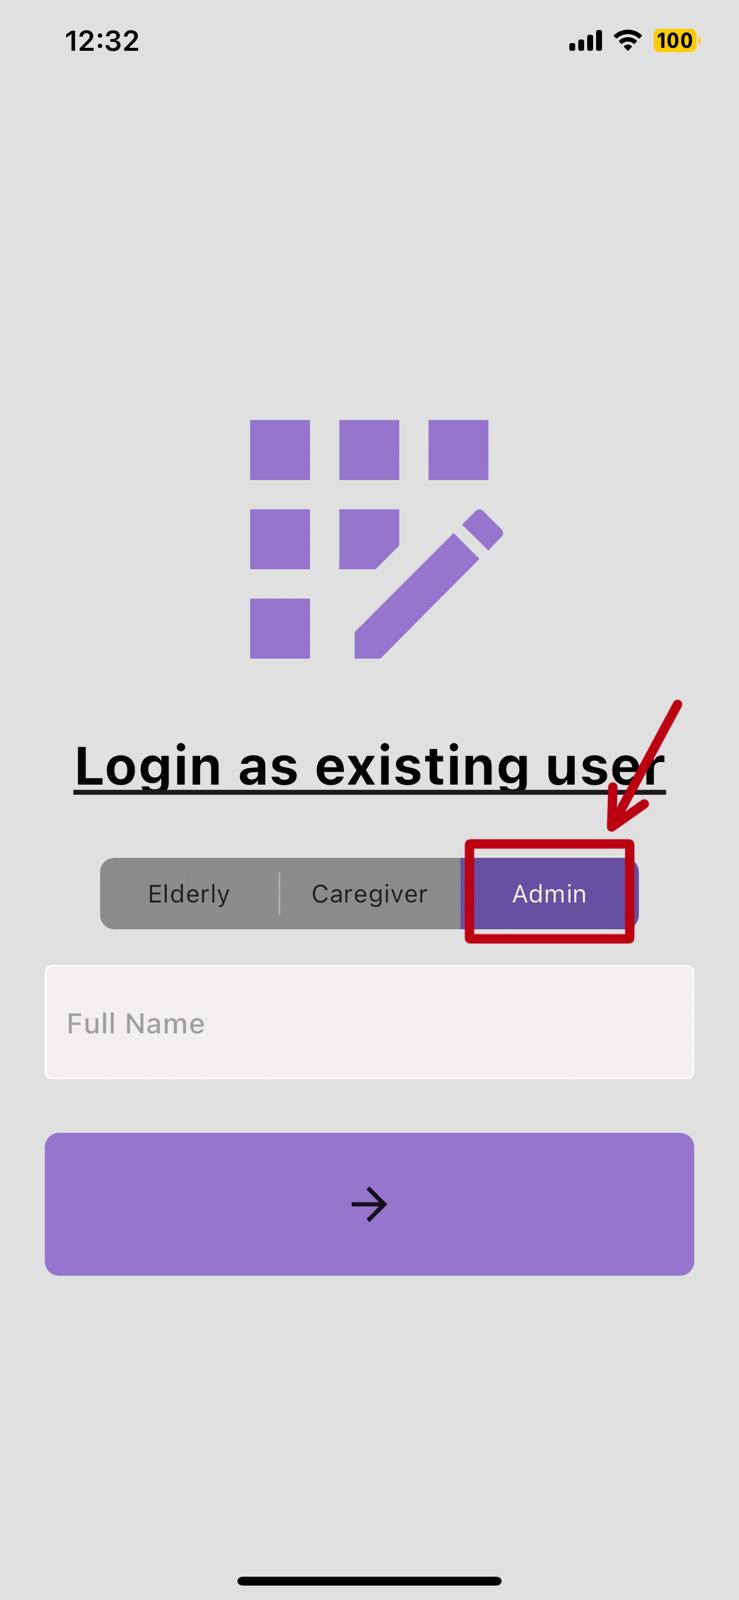 12:32
100
Login as existing user
Elderly
Caregiver
Admin
Full Name